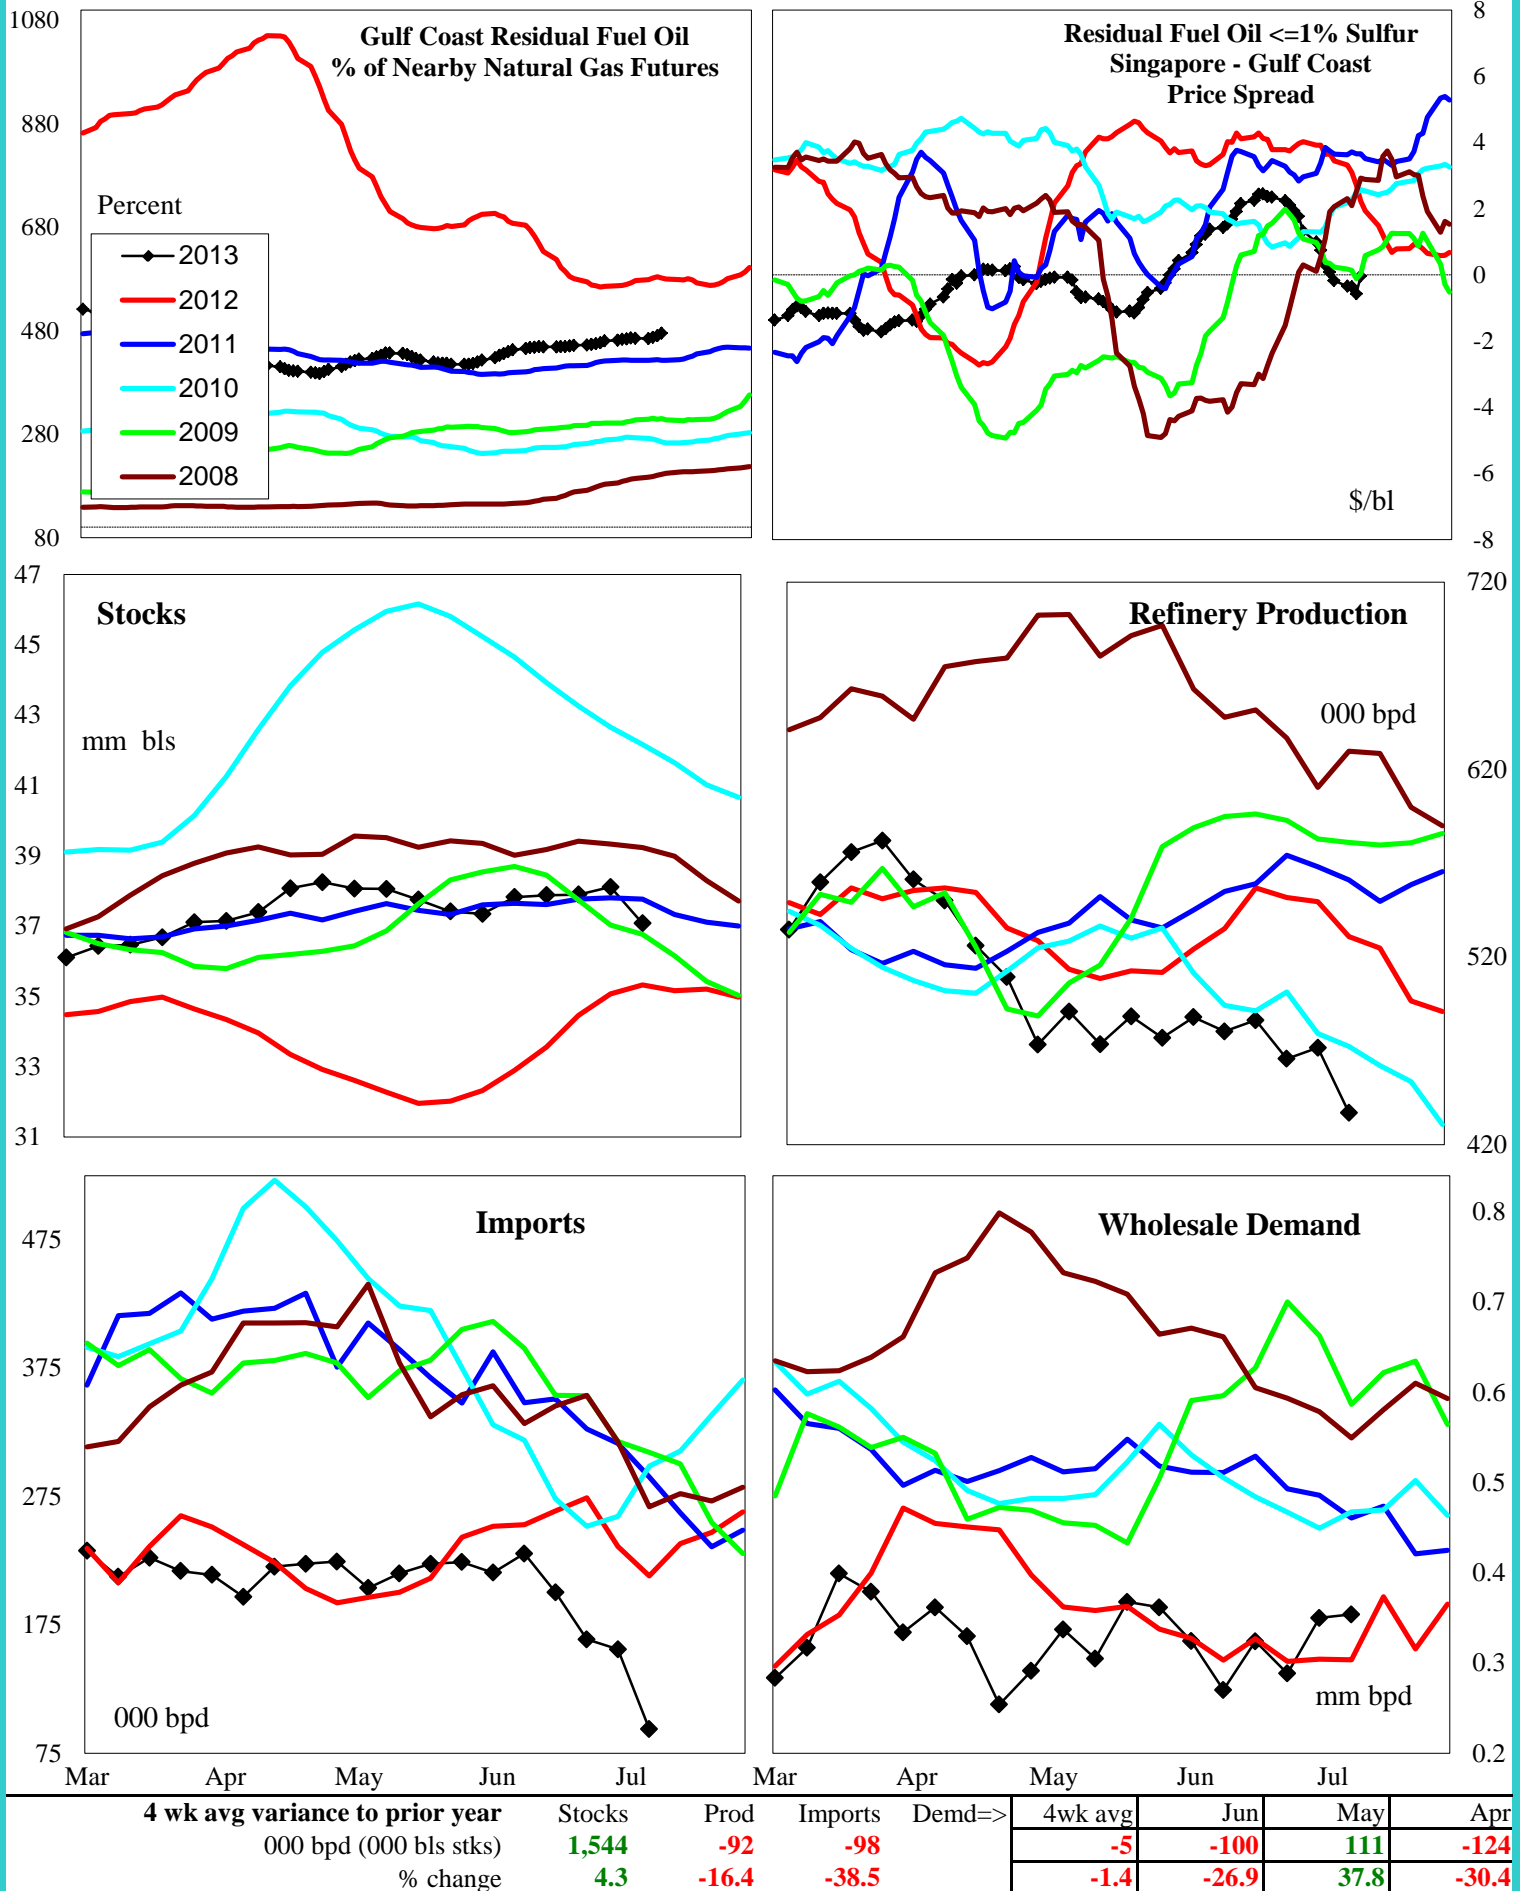 Gulf Coast Residual Fuel Oil
% of Nearby Natural Gas Futures
1080
880
680
480
280
80
Percent
2013
2012
2011
2010
2009
2008
Residual Fuel Oil <=1% Sulfur
Singapore - Gulf Coast
Price Spread
8
6
4
2
0
-2
-4
-6
-8
$/bl
Stocks
mm bls
47
45
43
41
39
37
35
33
31
Refinery Production
000 bpd
720
620
520
420
Imports
475
375
275
175
75
000 bpd
Mar Apr May Jun Jul
Wholesale Demand
0.8
0.7
0.6
0.5
0.4
0.3
0.2
mm bpd
Mar Apr May Jun Jul
4 wk avg variance to prior year Stocks Prod Imports Demd=> 4wk avg Jun May Apr
000 bpd (000 bls stks) 1,544 -92 -98 -5 -100 111 -124
% change 4.3 -16.4 -38.5 -1.4 -26.9 37.8 -30.4